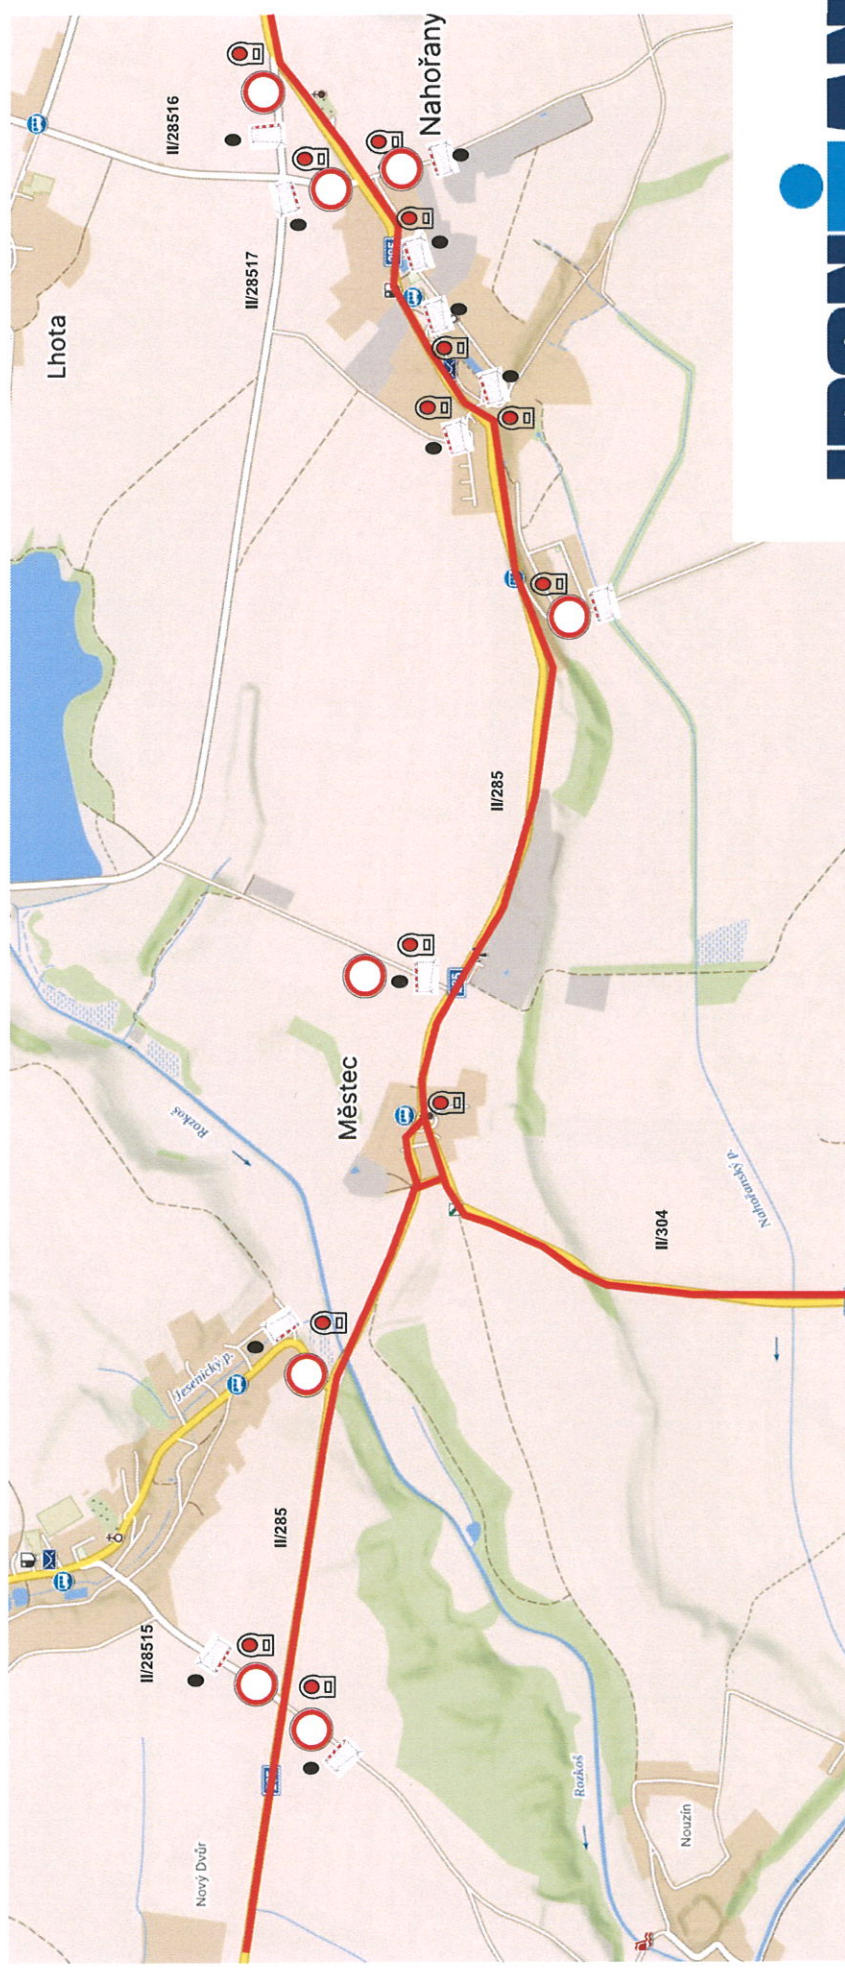 Lhota
II/28516
II/28517
Nahořany
II/285
Městec
Rozkoš
II/304
Nahořanský p.
Jesenický p.
II/285
II/28515
Nový Dvůr
Rozkoš
Nouzín